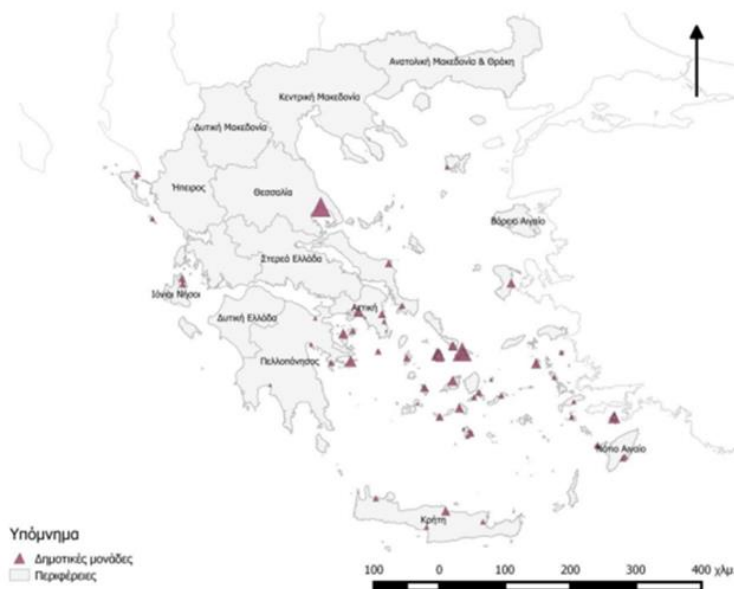 Ανατολική Μακεδονία & Θράκη
Κεντρική Μακεδονία
Δυτική Μακεδονία
Ήπειρος
Θεσσαλία
Βόρειο Αιγαίο
Στερεά Ελλάδα
Ιόνιοι Νήσοι
Αττική
Δυτική Ελλάδα
Πελλοπόνησος
Νότιο Αιγαίο
Κρήτη
Υπόμνημα
Δημοτικές μονάδες
Περιφέρειες
100 0 100 200 300 400 χλμ